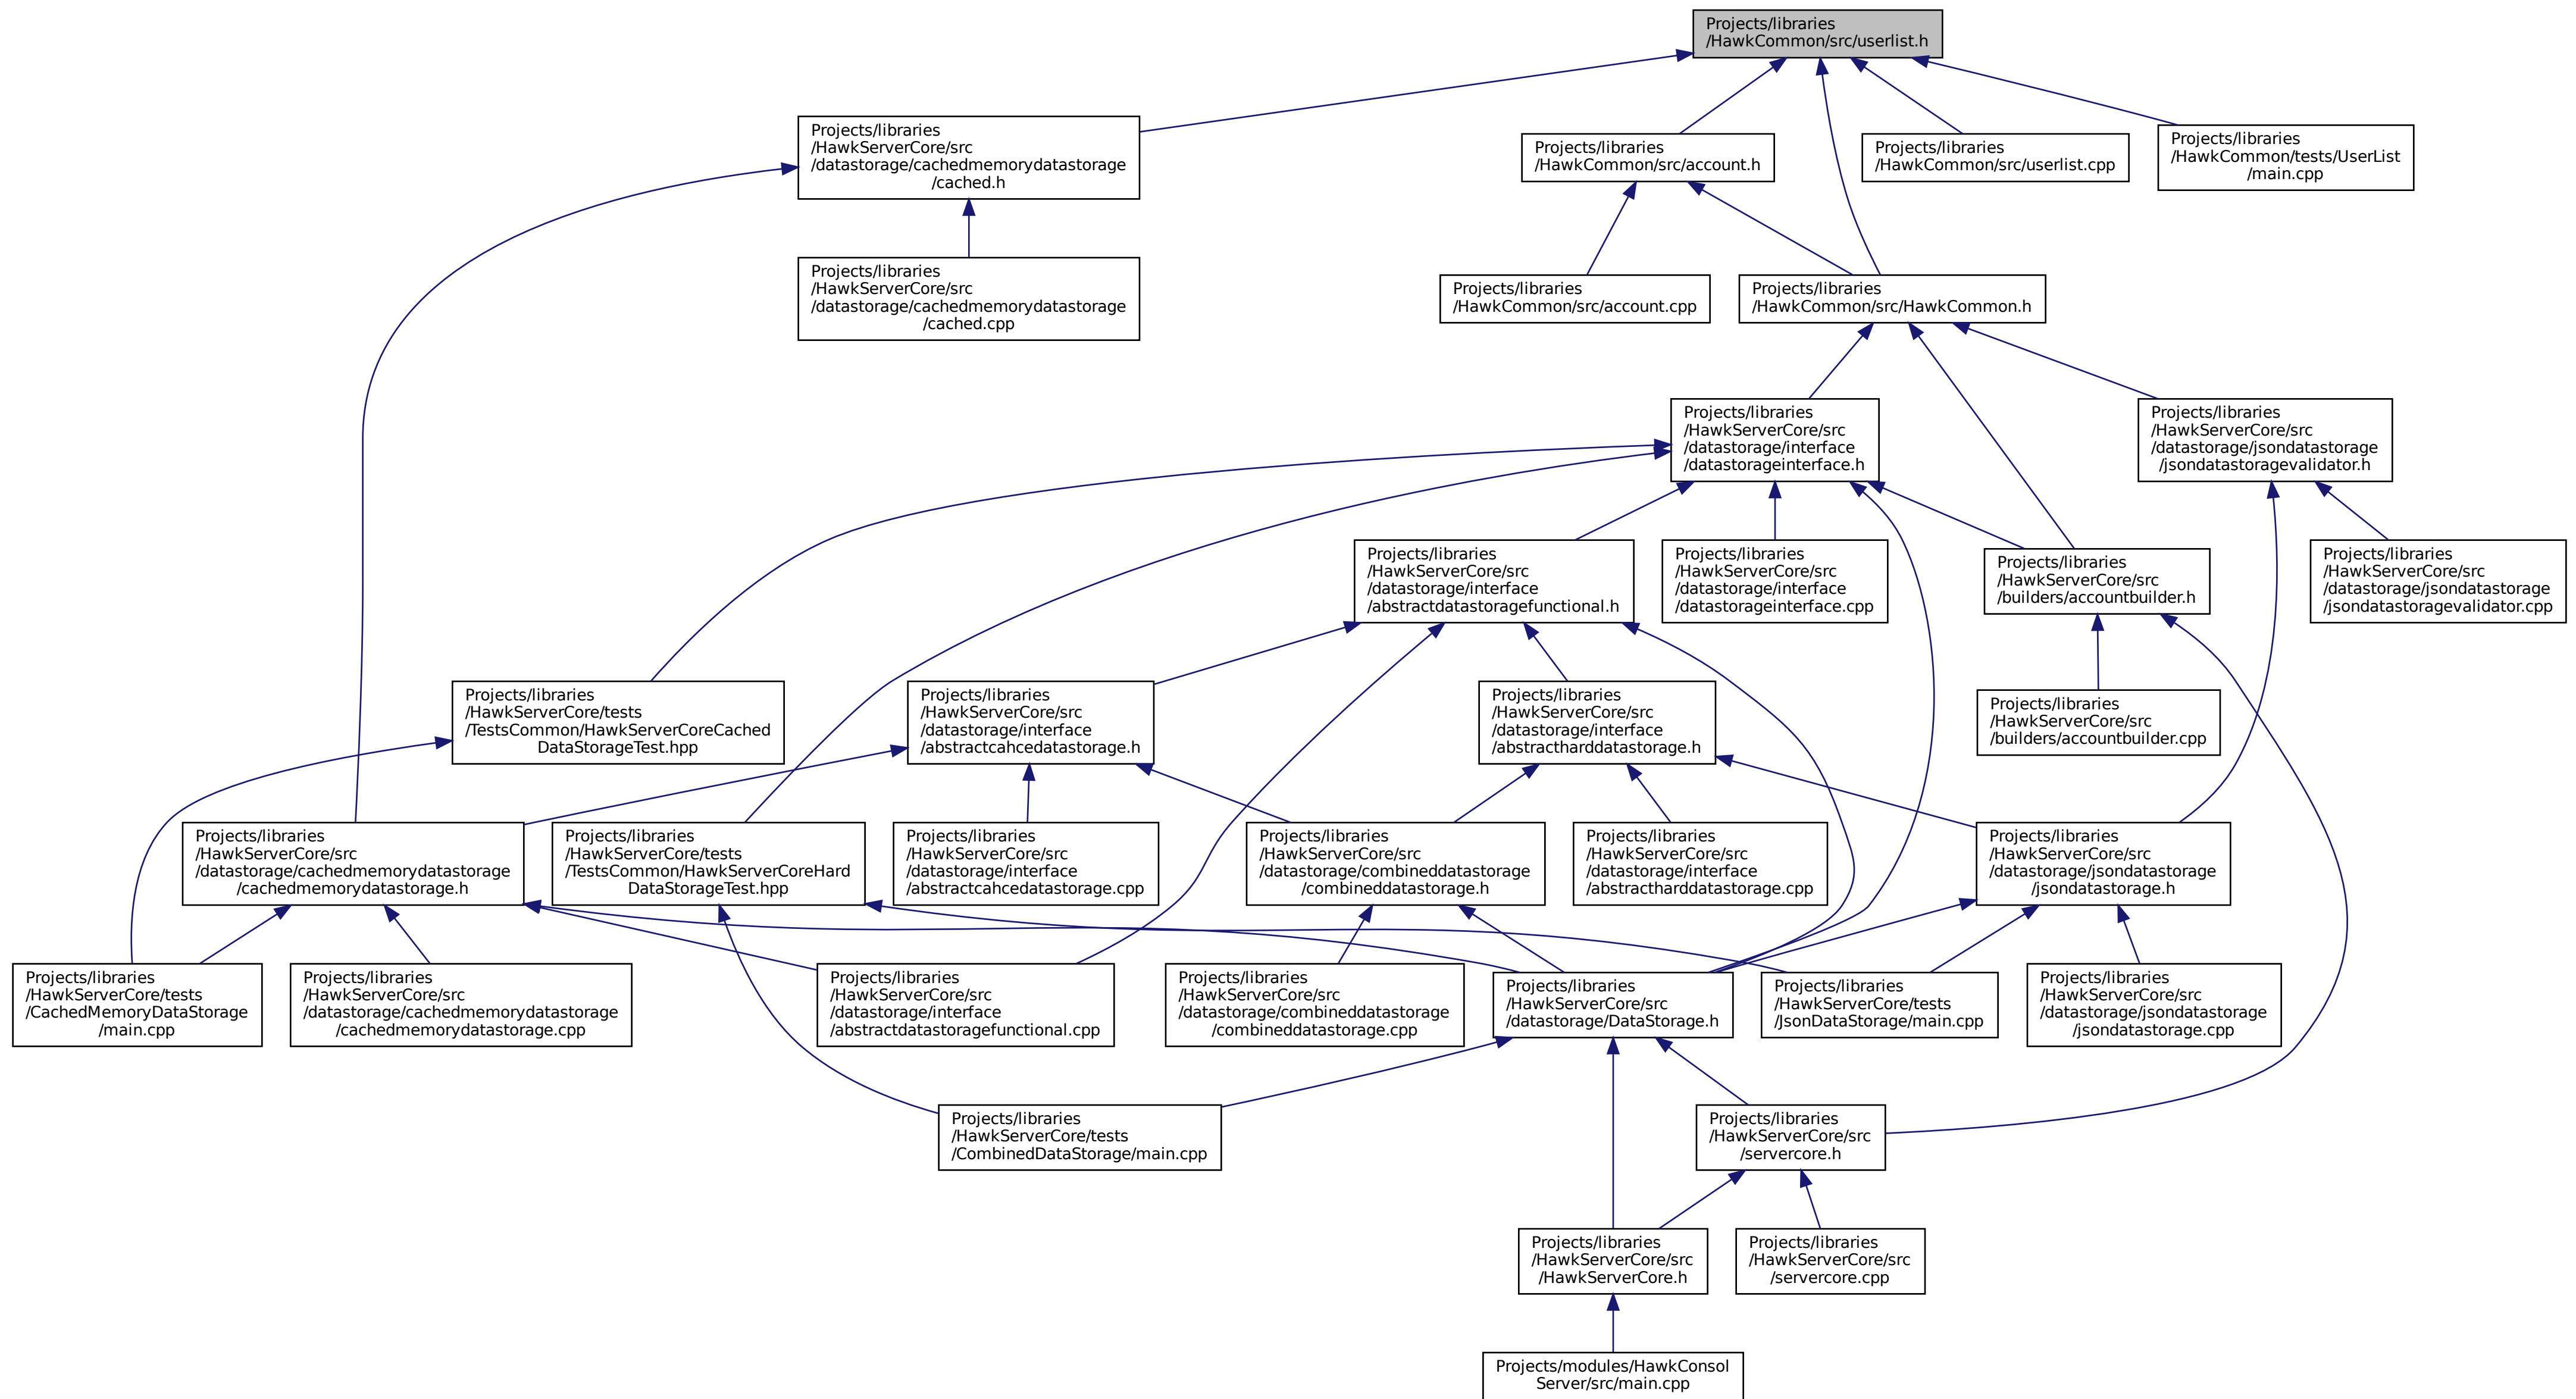 Projects/libraries
/HawkCommon/src/userlist.h
Projects/libraries
/HawkServerCore/src
/datastorage/cachedmemorydatastorage
/cached.h
Projects/libraries
/HawkCommon/src/account.h
Projects/libraries
/HawkCommon/src/userlist.cpp
Projects/libraries
/HawkCommon/tests/UserList
/main.cpp
Projects/libraries
/HawkServerCore/src
/datastorage/cachedmemorydatastorage
/cached.cpp
Projects/libraries
/HawkCommon/src/account.cpp
Projects/libraries
/HawkCommon/src/HawkCommon.h
Projects/libraries
/HawkServerCore/src
/datastorage/interface
/datastorageinterface.h
Projects/libraries
/HawkServerCore/src
/datastorage/jsondatastorage
/jsondatastoragevalidator.h
Projects/libraries
/HawkServerCore/src
/datastorage/interface
/abstractdatastoragefunctional.h
Projects/libraries
/HawkServerCore/src
/datastorage/interface
/datastorageinterface.cpp
Projects/libraries
/HawkServerCore/src
/builders/accountbuilder.h
Projects/libraries
/HawkServerCore/src
/datastorage/jsondatastorage
/jsondatastoragevalidator.cpp
Projects/libraries
/HawkServerCore/tests
/TestsCommon/HawkServerCoreCached
DataStorageTest.hpp
Projects/libraries
/HawkServerCore/src
/datastorage/interface
/abstractcahcedatastorage.h
Projects/libraries
/HawkServerCore/src
/datastorage/interface
/abstractharddatastorage.h
Projects/libraries
/HawkServerCore/src
/builders/accountbuilder.cpp
Projects/libraries
/HawkServerCore/src
/datastorage/cachedmemorydatastorage
/cachedmemorydatastorage.h
Projects/libraries
/HawkServerCore/tests
/TestsCommon/HawkServerCoreHard
DataStorageTest.hpp
Projects/libraries
/HawkServerCore/src
/datastorage/interface
/abstractcahcedatastorage.cpp
Projects/libraries
/HawkServerCore/src
/datastorage/combineddatastorage
/combineddatastorage.h
Projects/libraries
/HawkServerCore/src
/datastorage/interface
/abstractharddatastorage.cpp
Projects/libraries
/HawkServerCore/src
/datastorage/jsondatastorage
/jsondatastorage.h
Projects/libraries
/HawkServerCore/tests
/CachedMemoryDataStorage
/main.cpp
Projects/libraries
/HawkServerCore/src
/datastorage/cachedmemorydatastorage
/cachedmemorydatastorage.cpp
Projects/libraries
/HawkServerCore/src
/datastorage/interface
/abstractdatastoragefunctional.cpp
Projects/libraries
/HawkServerCore/src
/datastorage/combineddatastorage
/combineddatastorage.cpp
Projects/libraries
/HawkServerCore/src
/datastorage/DataStorage.h
Projects/libraries
/HawkServerCore/tests
/JsonDataStorage/main.cpp
Projects/libraries
/HawkServerCore/src
/datastorage/jsondatastorage
/jsondatastorage.cpp
Projects/libraries
/HawkServerCore/tests
/CombinedDataStorage/main.cpp
Projects/libraries
/HawkServerCore/src
/servercore.h
Projects/libraries
/HawkServerCore/src
/HawkServerCore.h
Projects/libraries
/HawkServerCore/src
/servercore.cpp
Projects/modules/HawkConsol
Server/src/main.cpp